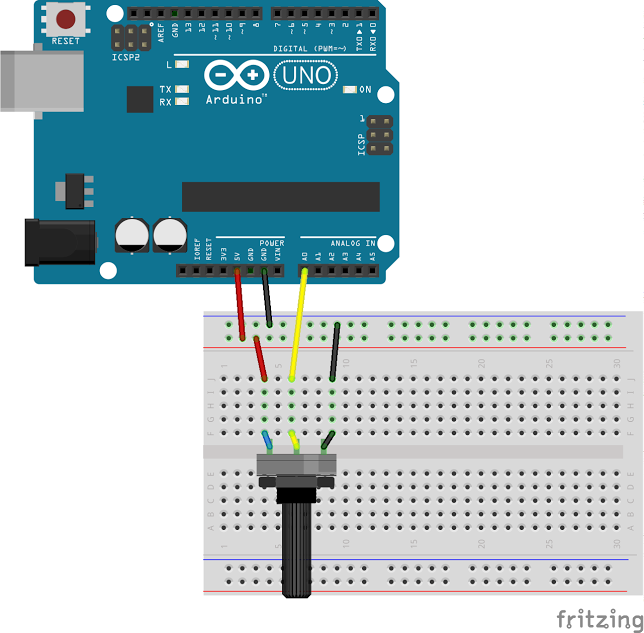 RESET
ICSP2
AREF
GND
13
12
~11
~10
~9
8
7
~6
~5
4
~3
2
TX0▶1
RX0◀0
DIGITAL (PWM=~)
L
TX
RX
Arduino™
UNO
ON
1
ICSP
IOREF
RESET
3V3
5V
GND
GND
VIN
POWER
A0
A1
A2
A3
A4
A5
ANALOG IN
1
5
10
15
20
25
30
J
I
H
G
F
J
I
H
G
F
E
D
C
B
A
E
D
C
B
A
1
5
10
15
20
25
30
fritzing